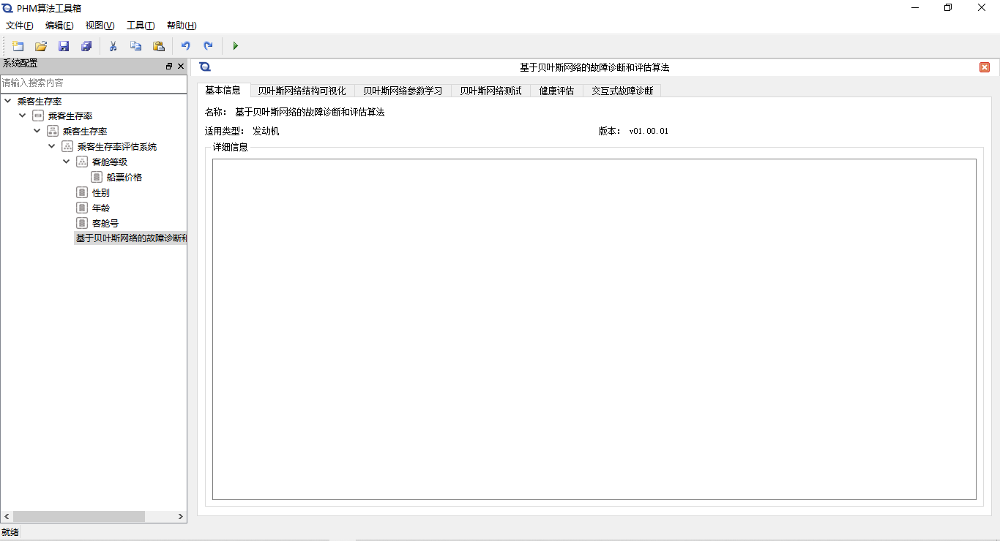 PHM算法工具箱
文件(F) 编辑(E) 视图(V) 工具(T) 帮助(H)
系统配置
请输入搜索内容
乘客生存率
乘客生存率
乘客生存率
乘客生存率评估系统
客舱等级
船票价格
性别
年龄
客舱号
基于贝叶斯网络的故障诊断和
基于贝叶斯网络的故障诊断和评估算法
基本信息 贝叶斯网络结构可视化 贝叶斯网络参数学习 贝叶斯网络测试 健康评估 交互式故障诊断
名称: 基于贝叶斯网络的故障诊断和评估算法
适用类型: 发动机 版本: v01.00.01
详细信息
就绪